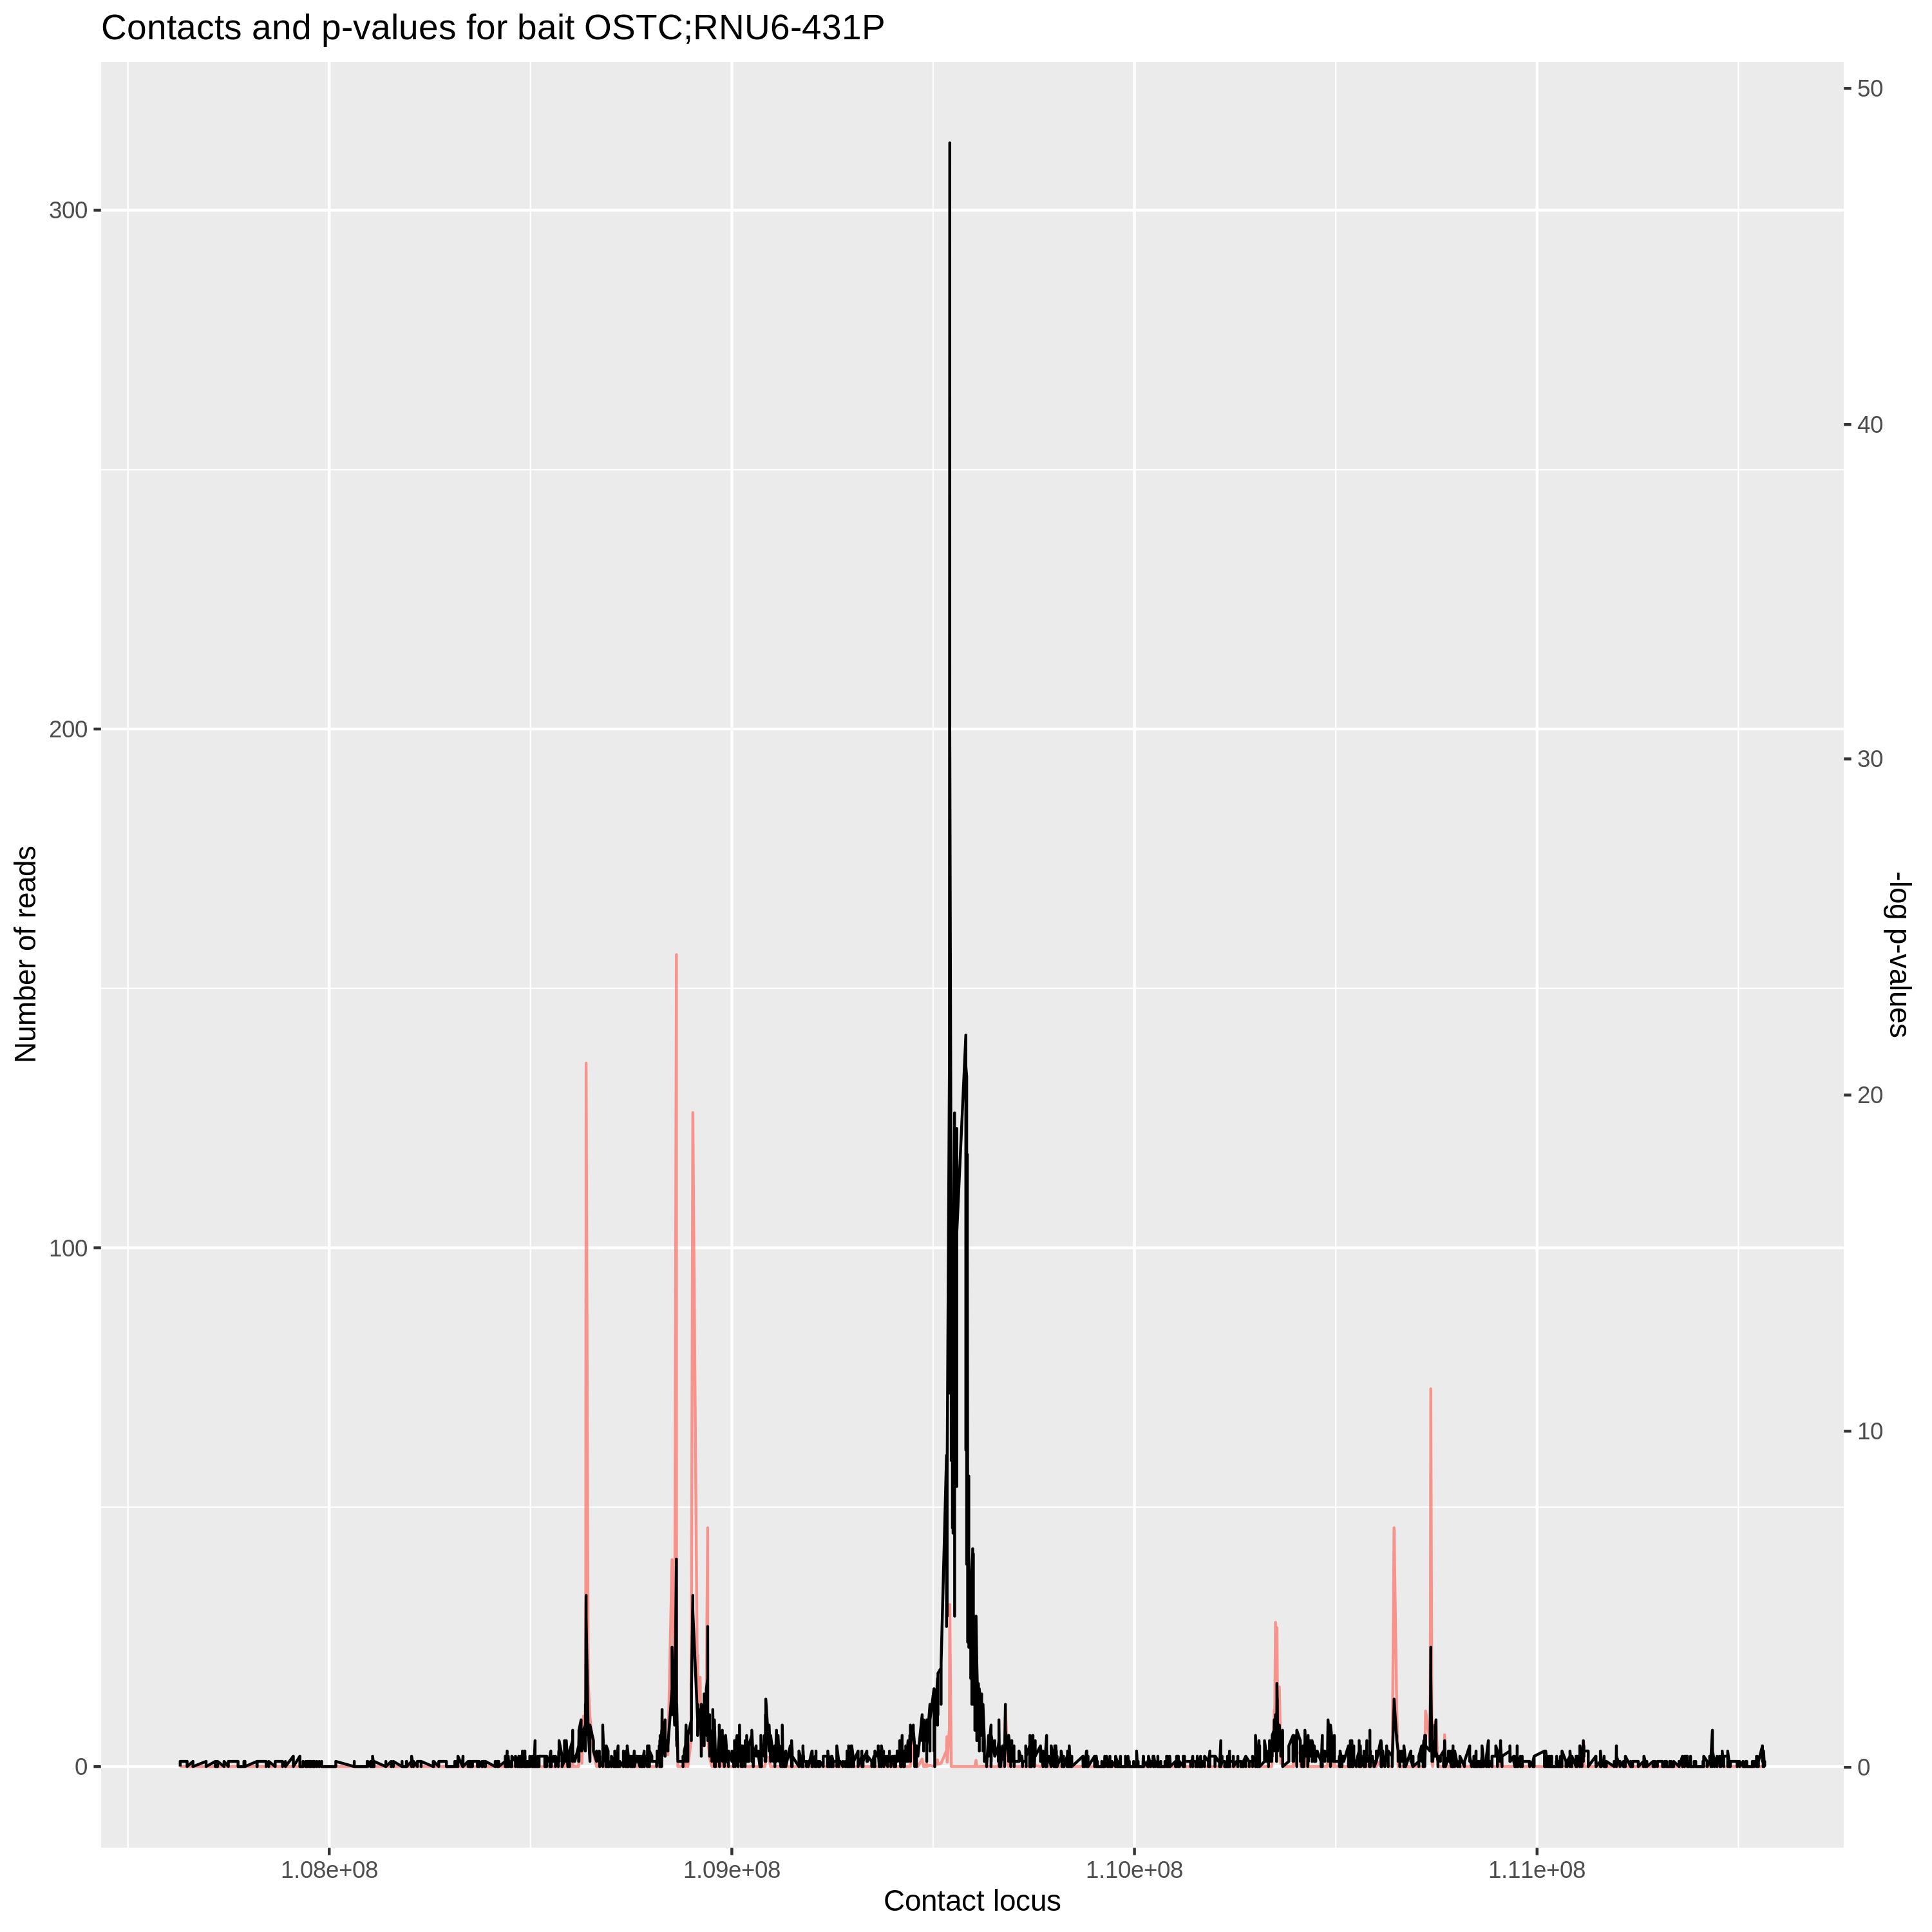 Contacts and p-values for bait OSTC;RNU6-431P
Number of reads
300
200
100
0
50
40
30
20
10
0
-log p-values
1.08e+08
1.09e+08
1.10e+08
1.11e+08
Contact locus